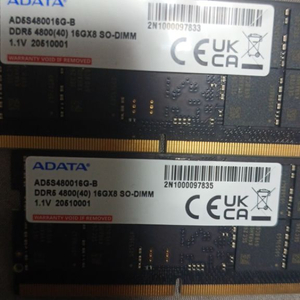 ADATA
AD5S480016G-B
DDR5 4800(40) 16GX8 SO-DIMM
1.1V 20510001
WARRANTY VOID IF REMOVED
2N1000097833
UK
CA
CE
ADATA
AD5S480016G-B
DDR5 4800(40) 16GX8 SO-DIMM
1.1V 20510001
WARRANTY VOID IF REMOVED
2N1000097835
UK
CA
CE